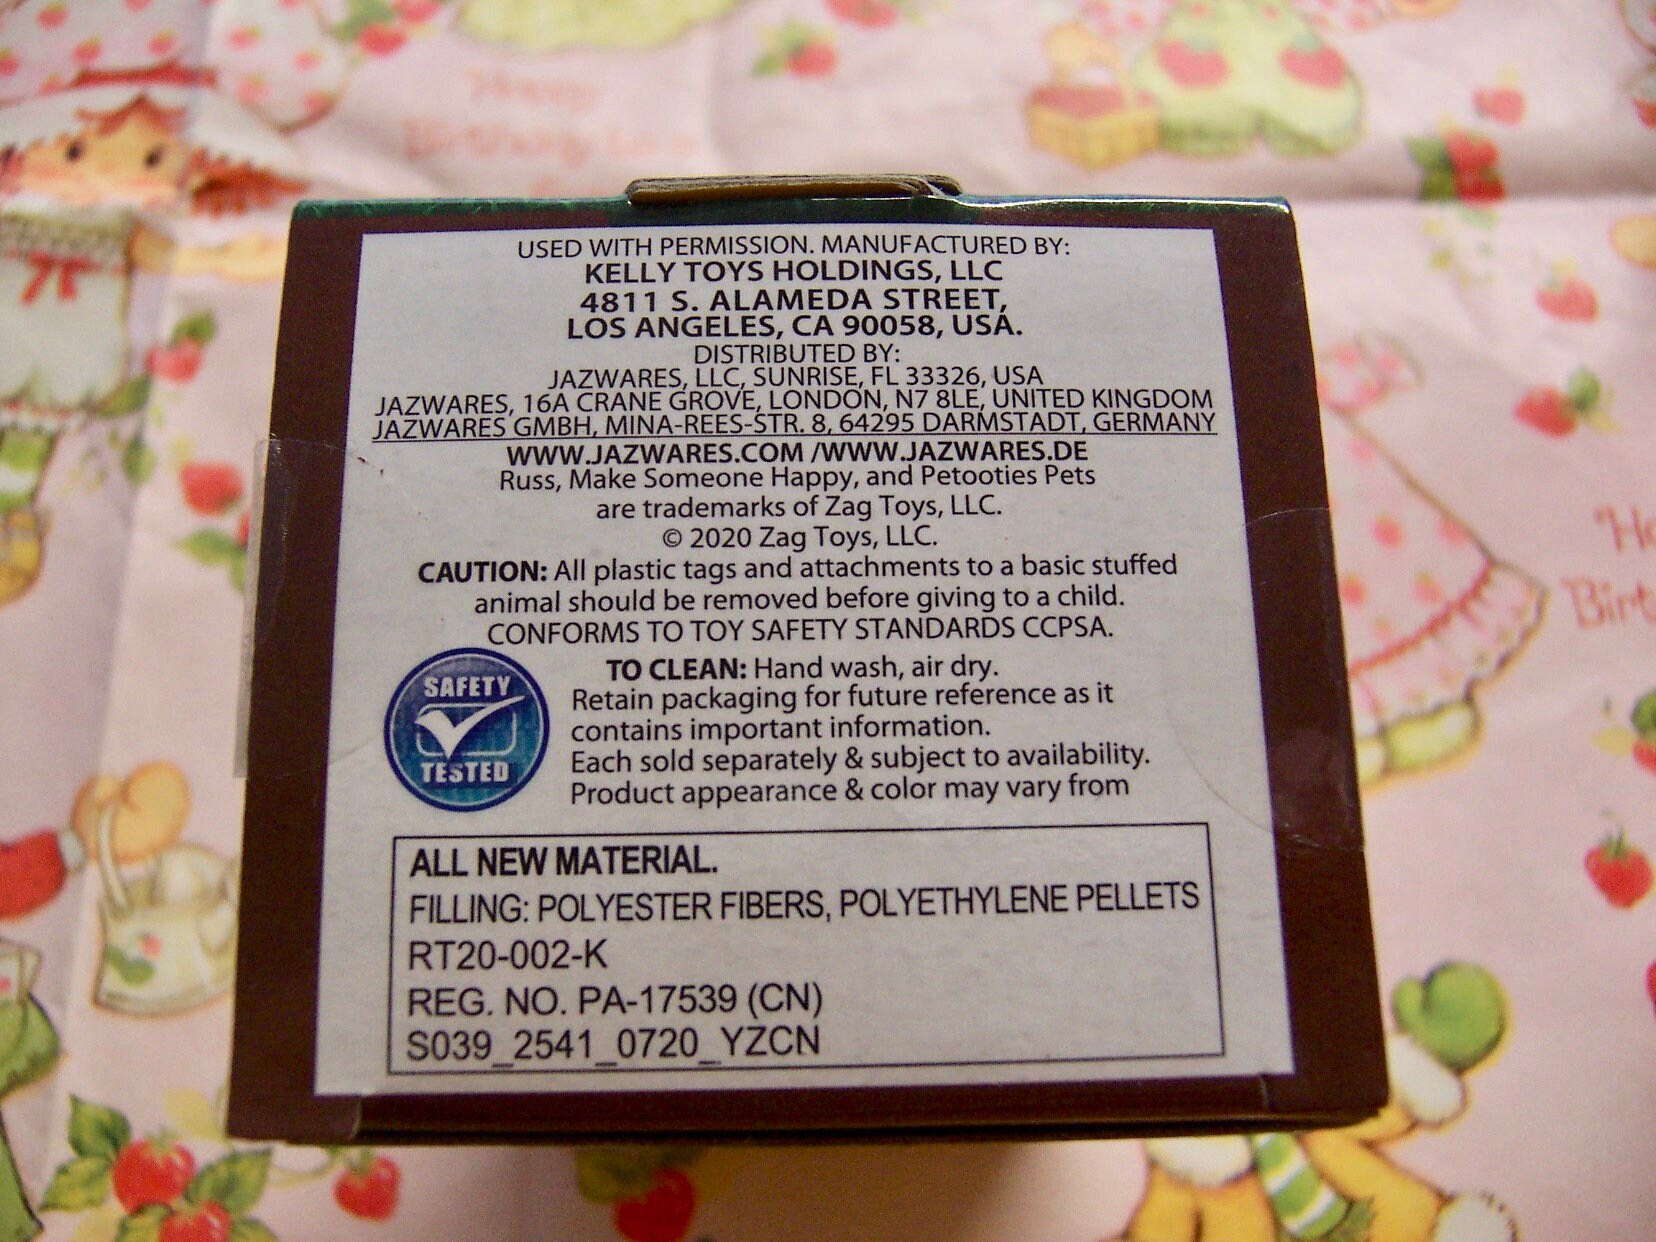 USED WITH PERMISSION. MANUFACTURED BY:
KELLY TOYS HOLDINGS, LLC
4811 S. ALAMEDA STREET,
LOS ANGELES, CA 90058, USA.
DISTRIBUTED BY:
JAZWARES, LLC, SUNRISE, FL 33326, USA
JAZWARES, 16A CRANE GROVE, LONDON, N7 8LE, UNITED KINGDOM
JAZWARES GMBH, MINA-REES-STR. 8, 64295 DARMSTADT, GERMANY
WWW.JAZWARES.COM /WWW.JAZWARES.DE
Russ, Make Someone Happy, and Petooties Pets
are trademarks of Zag Toys, LLC.
© 2020 Zag Toys, LLC.
CAUTION: All plastic tags and attachments to a basic stuffed
animal should be removed before giving to a child.
CONFORMS TO TOY SAFETY STANDARDS CCPSA.
SAFETY
TESTED
TO CLEAN: Hand wash, air dry.
Retain packaging for future reference as it
contains important information.
Each sold separately & subject to availability.
Product appearance & color may vary from
ALL NEW MATERIAL.
FILLING: POLYESTER FIBERS, POLYETHYLENE PELLETS
RT20-002-K
REG. NO. PA-17539 (CN)
S039_2541_0720_YZCN